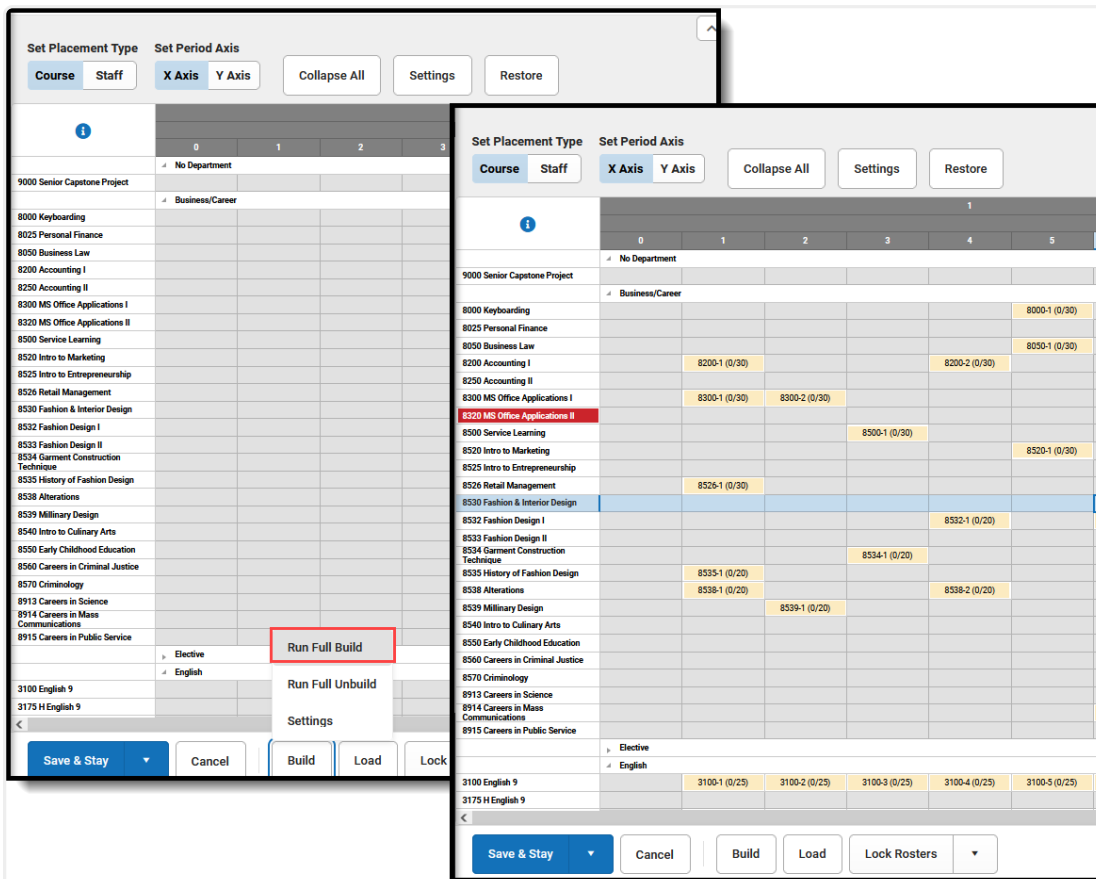 Set Placement Type Set Period Axis
Course Staff X Axis Y Axis Collapse All Settings Restore
0 1 2 3
No Department
9000 Senior Capstone Project
Business/Career
8000 Keyboarding
8025 Personal Finance
8050 Business Law
8200 Accounting I
8250 Accounting II
8300 MS Office Applications I
8320 MS Office Applications II
8500 Service Learning
8520 Intro to Marketing
8525 Intro to Entrepreneurship
8526 Retail Management
8530 Fashion & Interior Design
8532 Fashion Design I
8533 Fashion Design II
8534 Garment Construction
Technique
8535 History of Fashion Design
8538 Alterations
8539 Millinary Design
8540 Intro to Culinary Arts
8550 Early Childhood Education
8560 Careers in Criminal Justice
8570 Criminology
8913 Careers in Science
8914 Careers in Mass
Communications
8915 Careers in Public Service
Elective
English
3100 English 9
3175 H English 9
Run Full Build
Run Full Unbuild
Settings
Save & Stay Cancel Build Load Lock
Set Placement Type Set Period Axis
Course Staff X Axis Y Axis Collapse All Settings Restore
1
0 1 2 3 4 5
No Department
9000 Senior Capstone Project
Business/Career
8000 Keyboarding 8000-1 (0/30)
8025 Personal Finance
8050 Business Law 8050-1 (0/30)
8200 Accounting I 8200-1 (0/30) 8200-2 (0/30)
8250 Accounting II
8300 MS Office Applications I 8300-1 (0/30) 8300-2 (0/30)
8320 MS Office Applications II
8500 Service Learning 8500-1 (0/30)
8520 Intro to Marketing 8520-1 (0/30)
8525 Intro to Entrepreneurship
8526 Retail Management 8526-1 (0/30)
8530 Fashion & Interior Design
8532 Fashion Design I 8532-1 (0/20)
8533 Fashion Design II
8534 Garment Construction
Technique 8534-1 (0/20)
8535 History of Fashion Design 8535-1 (0/20)
8538 Alterations 8538-1 (0/20) 8538-2 (0/20)
8539 Millinary Design 8539-1 (0/20)
8540 Intro to Culinary Arts
8550 Early Childhood Education
8560 Careers in Criminal Justice
8570 Criminology
8913 Careers in Science
8914 Careers in Mass
Communications
8915 Careers in Public Service
Elective
English
3100 English 9 3100-1 (0/25) 3100-2 (0/25) 3100-3 (0/25) 3100-4 (0/25) 3100-5 (0/25)
3175 H English 9
Save & Stay Cancel Build Load Lock Rosters